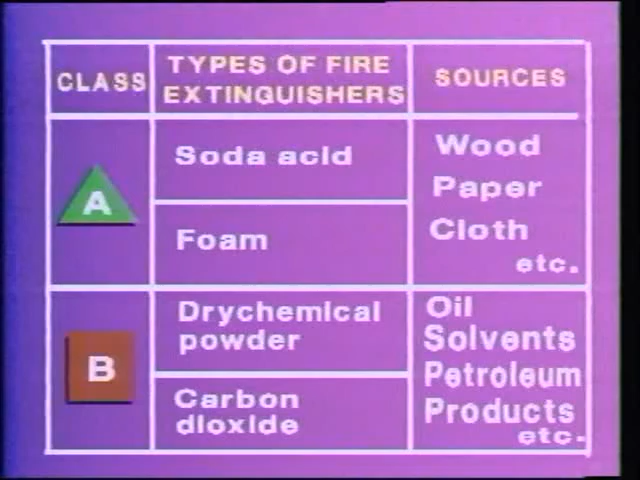 CLASS
TYPES OF FIRE
EXTINGUISHERS
SOURCES
A
Soda acid
Foam
Wood
Paper
Cloth
etc.
B
Drychemical
powder
Carbon
dioxide
Oil
Solvents
Petroleum
Products
etc.